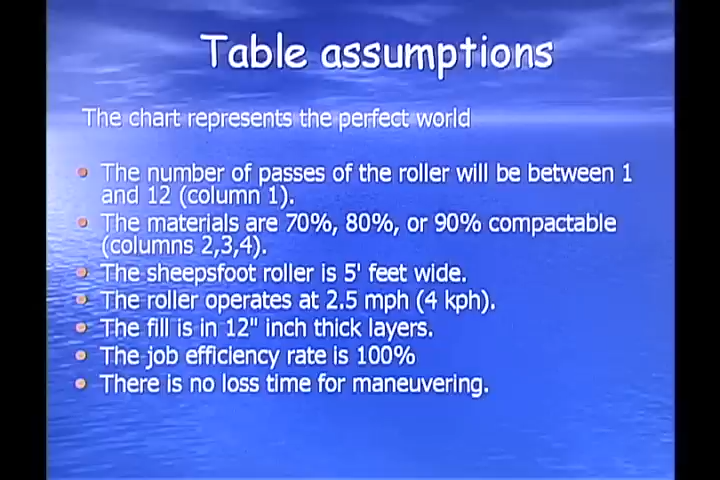 Table assumptions
The chart represents the perfect world
The number of passes of the roller will be between 1
and 12 (column 1).
The materials are 70%, 80%, or 90% compactable
(columns 2,3,4).
The sheepsfoot roller is 5' feet wide.
The roller operates at 2.5 mph (4 kph).
The fill is in 12" inch thick layers.
The job efficiency rate is 100%
There is no loss time for maneuvering.